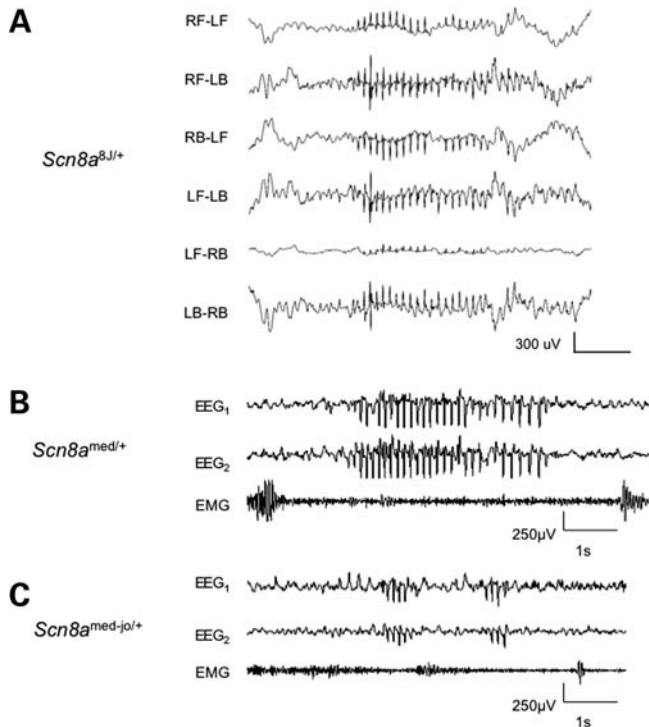 A
RF-LF
RF-LB
RB-LF
Scn8a8J/+
LF-LB
LF-RB
LB-RB
300 uV
B
EEG1
Scn8amed/+
EEG2
EMG
250µV
1s
C
EEG1
Scn8amed-jo/+
EEG2
EMG
250µV
1s